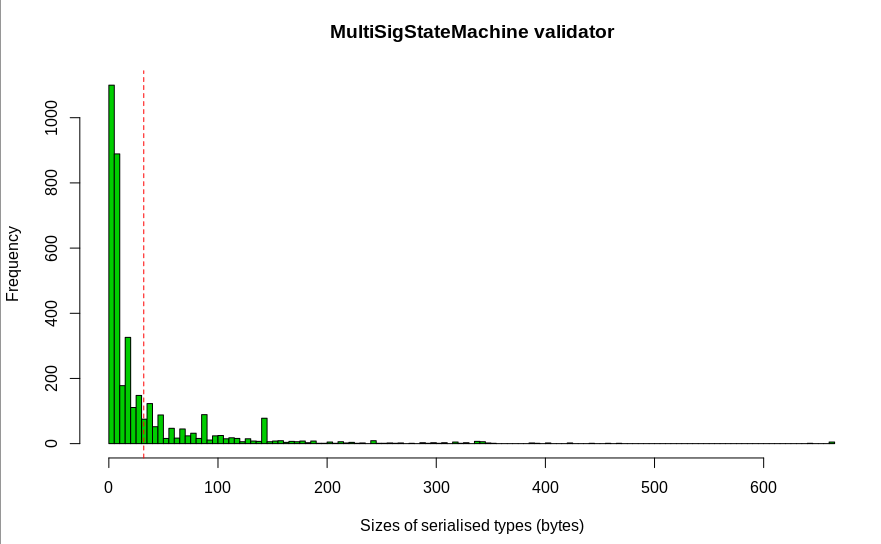 MultiSigStateMachine validator
Frequency
1000
800
600
400
200
0
0 100 200 300 400 500 600
Sizes of serialised types (bytes)